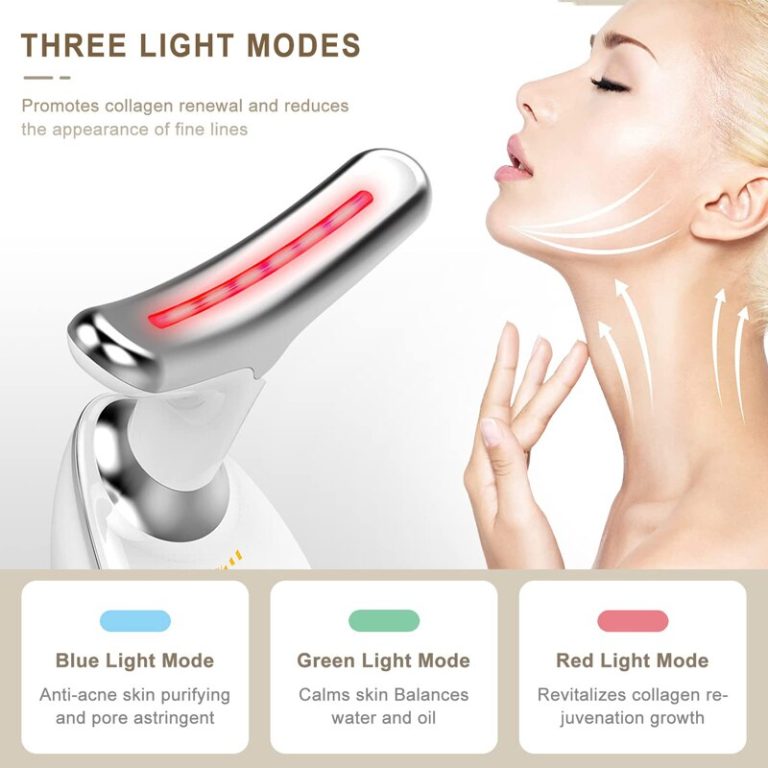 THREE LIGHT MODES
Promotes collagen renewal and reduces
the appearance of fine lines
Blue Light Mode
Anti-acne skin purifying
and pore astringent
Green Light Mode
Calms skin Balances
water and oil
Red Light Mode
Revitalizes collagen re-
juvenation growth